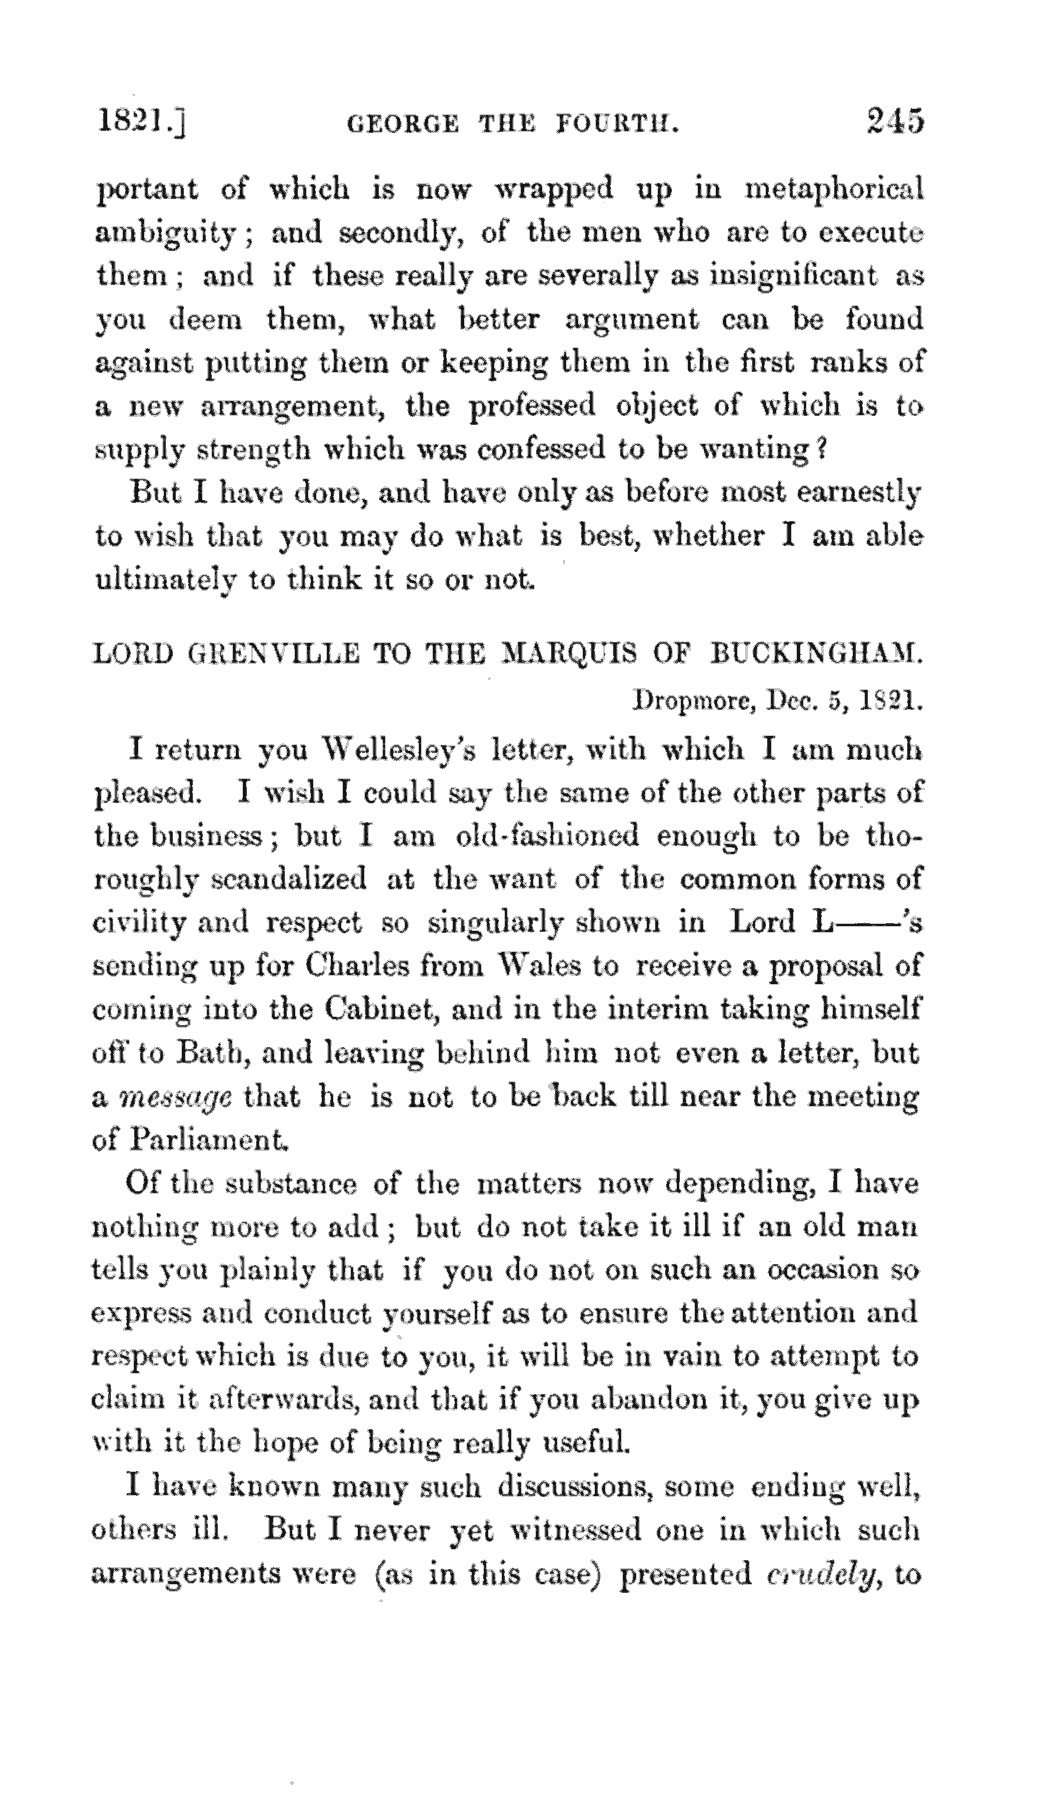 1821.] GEORGE THE FOURTH. 245
portant of which is now wrapped up in metaphorical
ambiguity; and secondly, of the men who are to execute
them; and if these really are severally as insignificant as
you deem them, what better argument can be found
against putting them or keeping them in the first ranks of
a new arrangement, the professed object of which is to
supply strength which was confessed to be wanting?
But I have done, and have only as before most earnestly
to wish that you may do what is best, whether I am able
ultimately to think it so or not.
LORD GRENVILLE TO THE MARQUIS OF BUCKINGHAM.
Dropmore, Dec. 5, 1821.
I return you Wellesley's letter, with which I am much
pleased. I wish I could say the same of the other parts of
the business; but I am old-fashioned enough to be tho-
roughly scandalized at the want of the common forms of
civility and respect so singularly shown in Lord L——'s
sending up for Charles from Wales to receive a proposal of
coming into the Cabinet, and in the interim taking himself
off to Bath, and leaving behind him not even a letter, but
a message that he is not to be back till near the meeting
of Parliament.
Of the substance of the matters now depending, I have
nothing more to add; but do not take it ill if an old man
tells you plainly that if you do not on such an occasion so
express and conduct yourself as to ensure the attention and
respect which is due to you, it will be in vain to attempt to
claim it afterwards, and that if you abandon it, you give up
with it the hope of being really useful.
I have known many such discussions, some ending well,
others ill. But I never yet witnessed one in which such
arrangements were (as in this case) presented crudely, to